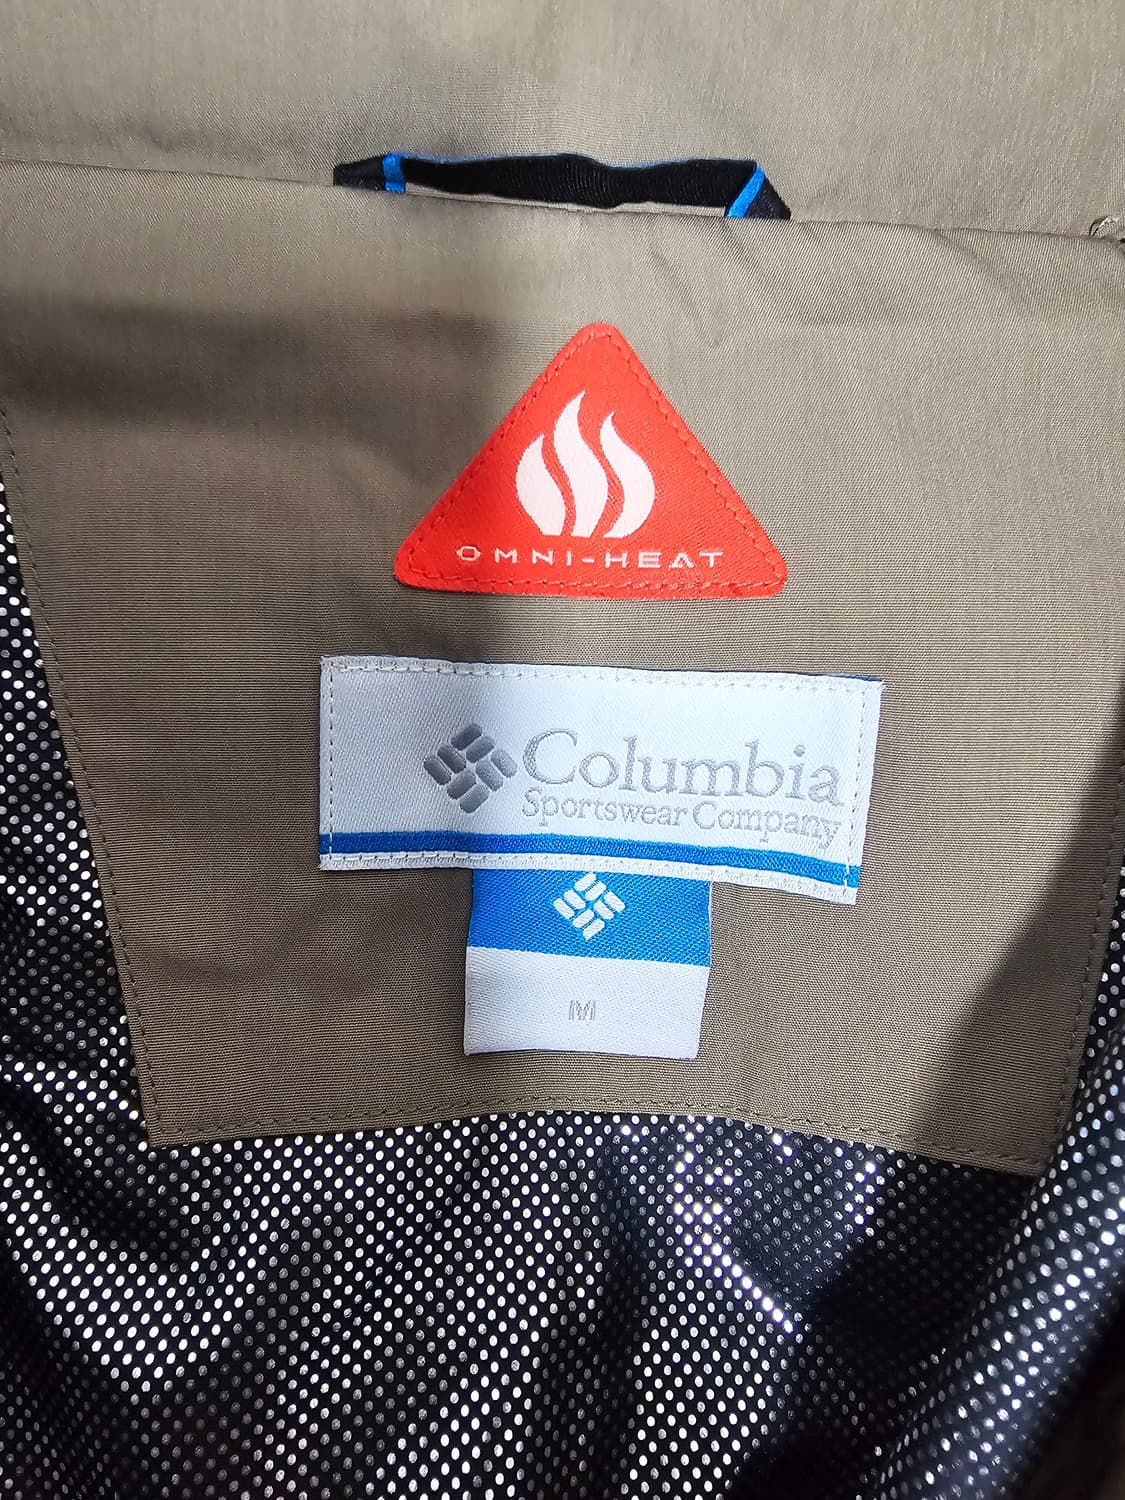 OMNI-HEAT
Columbia
Sportswear Company
M